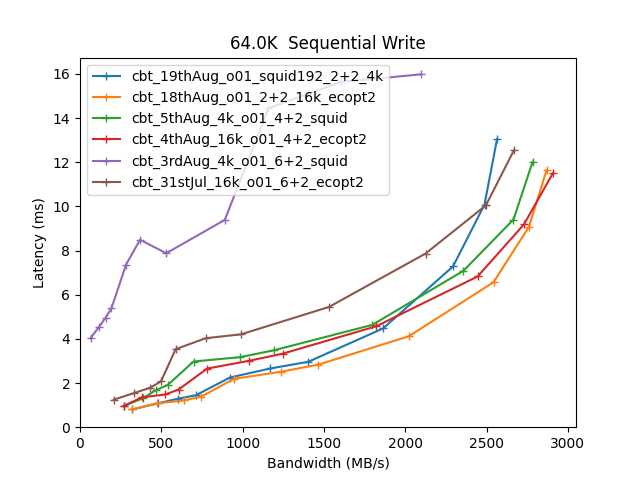 64.0K  Sequential Write
cbt_19thAug_o01_squid192_2+2_4k
cbt_18thAug_o01_2+2_16k_ecopt2
cbt_5thAug_4k_o01_4+2_squid
cbt_4thAug_16k_o01_4+2_ecopt2
cbt_3rdAug_4k_o01_6+2_squid
cbt_31stJul_16k_o01_6+2_ecopt2
Latency (ms)
16
14
12
10
8
6
4
2
0
0 500 1000 1500 2000 2500 3000
Bandwidth (MB/s)